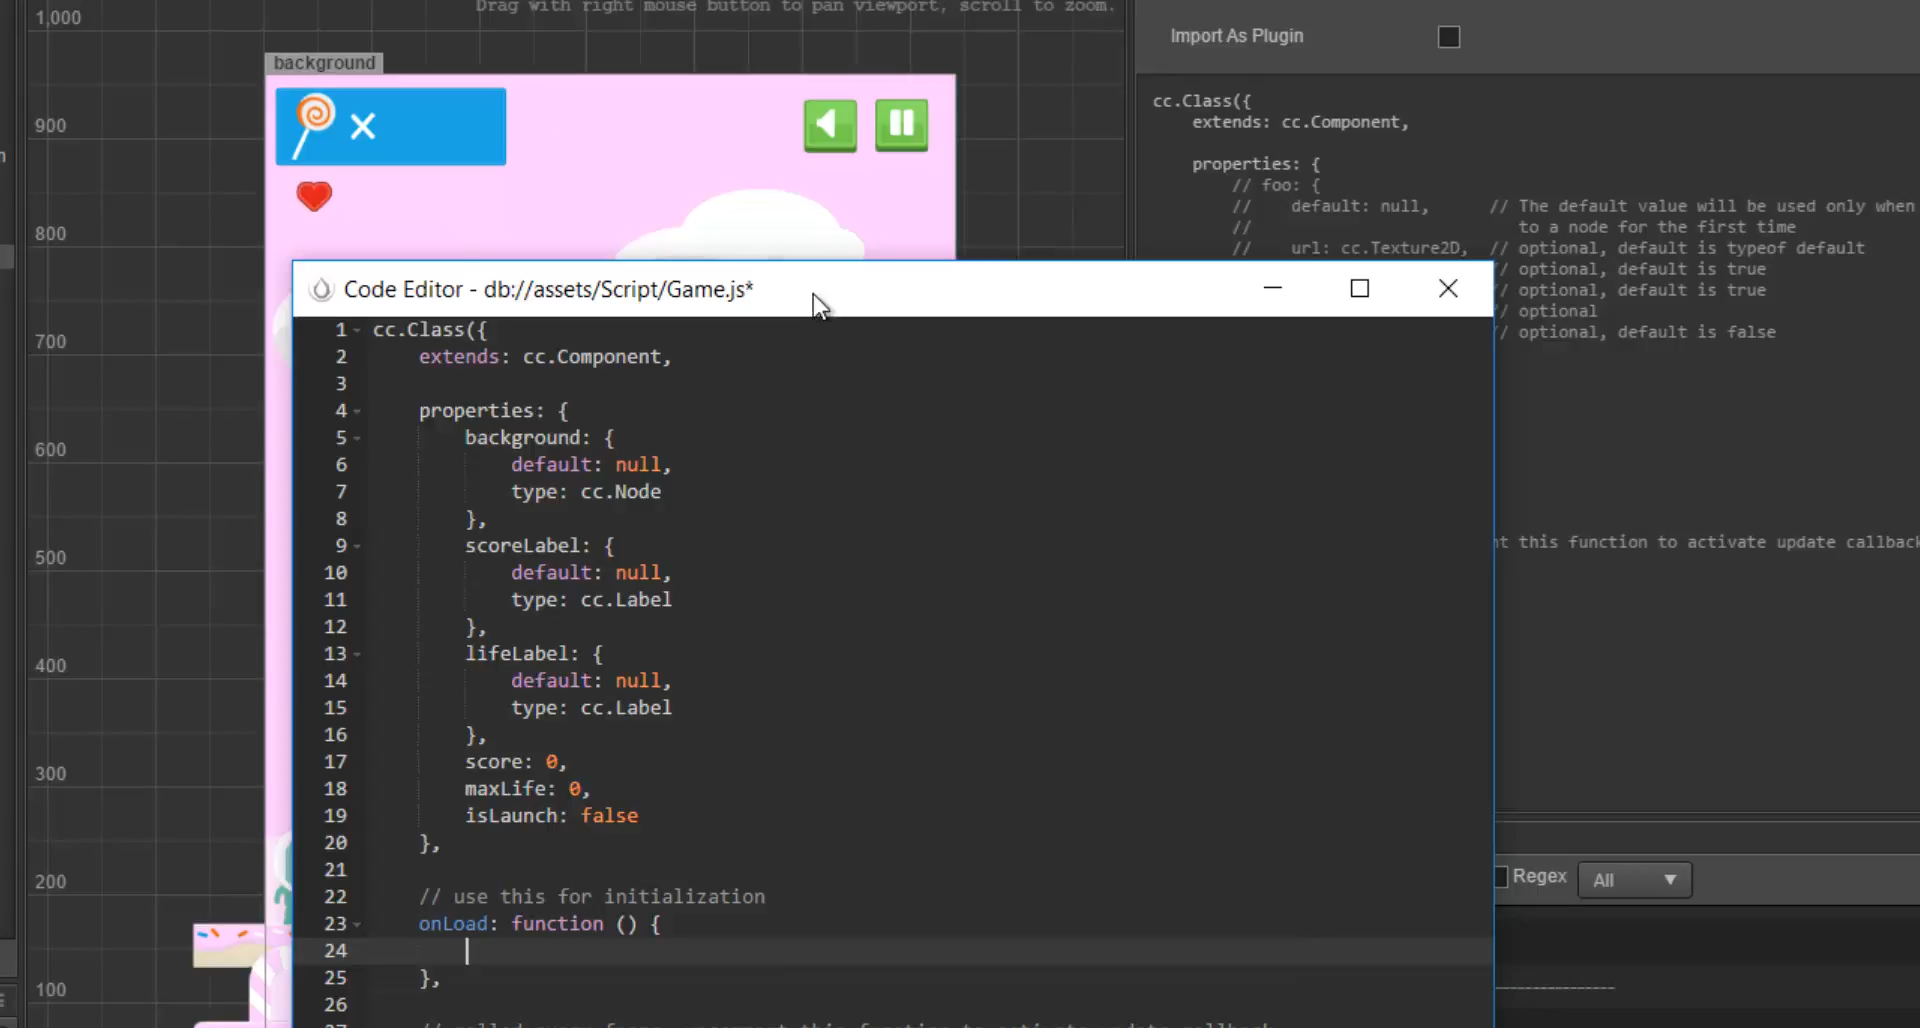 1,000
Drag with right mouse button to pan viewport, scroll to zoom.
Import As Plugin
background
×
900
800
700
600
500
400
300
200
100
cc.Class({
extends: cc.Component,
properties: {
// foo: {
// default: null, // The default value will be used only when
// to a node for the first time
// url: cc.Texture2D, // optional, default is typeof default
// optional, default is true
// optional, default is true
// optional
// optional, default is false
nt this function to activate update callback
Code Editor - db://assets/Script/Game.js*
1 cc.Class({
2 extends: cc.Component,
3
4 properties: {
5 background: {
6 default: null,
7 type: cc.Node
8 },
9 scoreLabel: {
10 default: null,
11 type: cc.Label
12 },
13 lifeLabel: {
14 default: null,
15 type: cc.Label
16 },
17 score: 0,
18 maxLife: 0,
19 isLaunch: false
20 },
21
22 // use this for initialization
23 onLoad: function () {
24
25 },
26
Regex
All